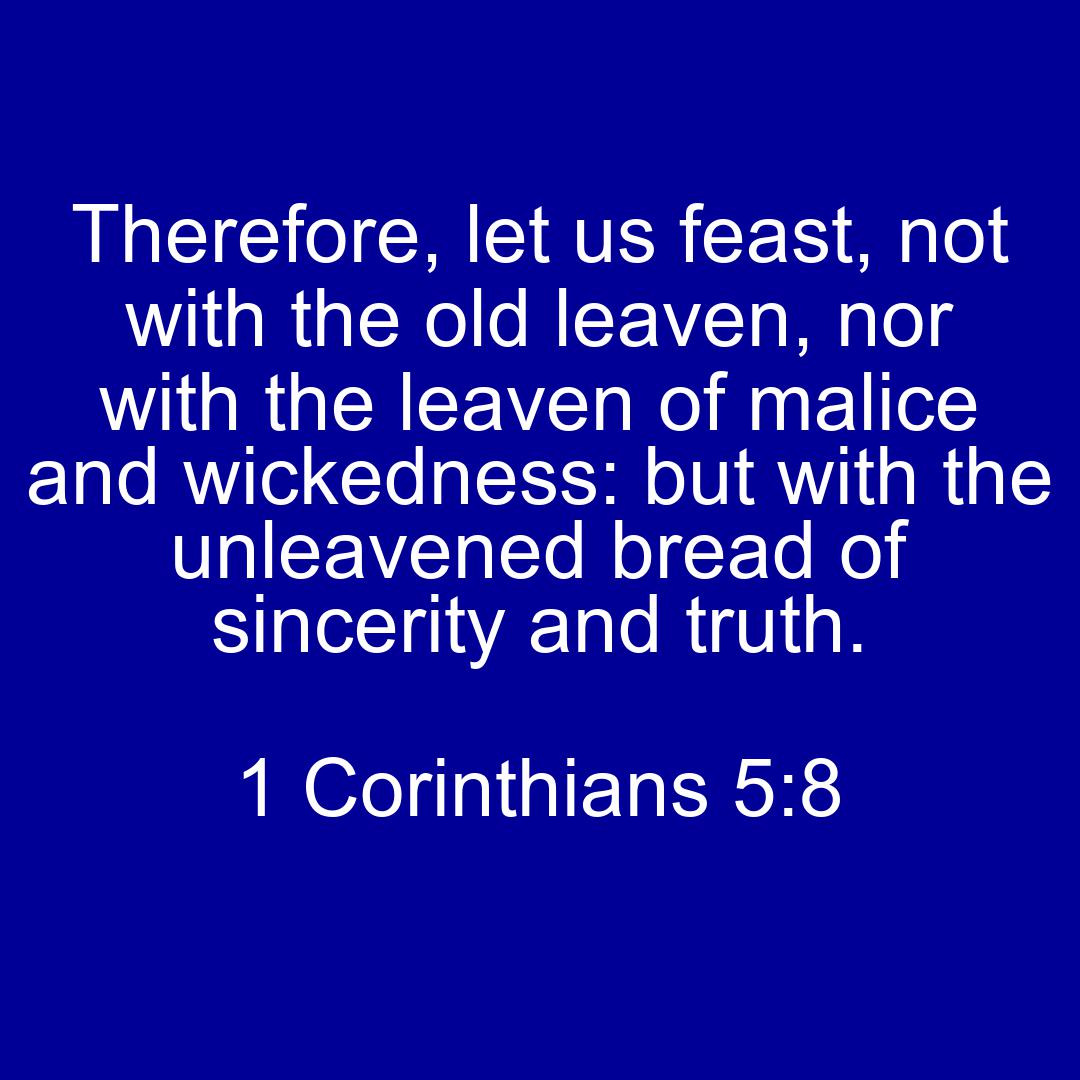 Therefore, let us feast, not
with the old leaven, nor
with the leaven of malice
and wickedness: but with the
unleavened bread of
sincerity and truth.
1 Corinthians 5:8